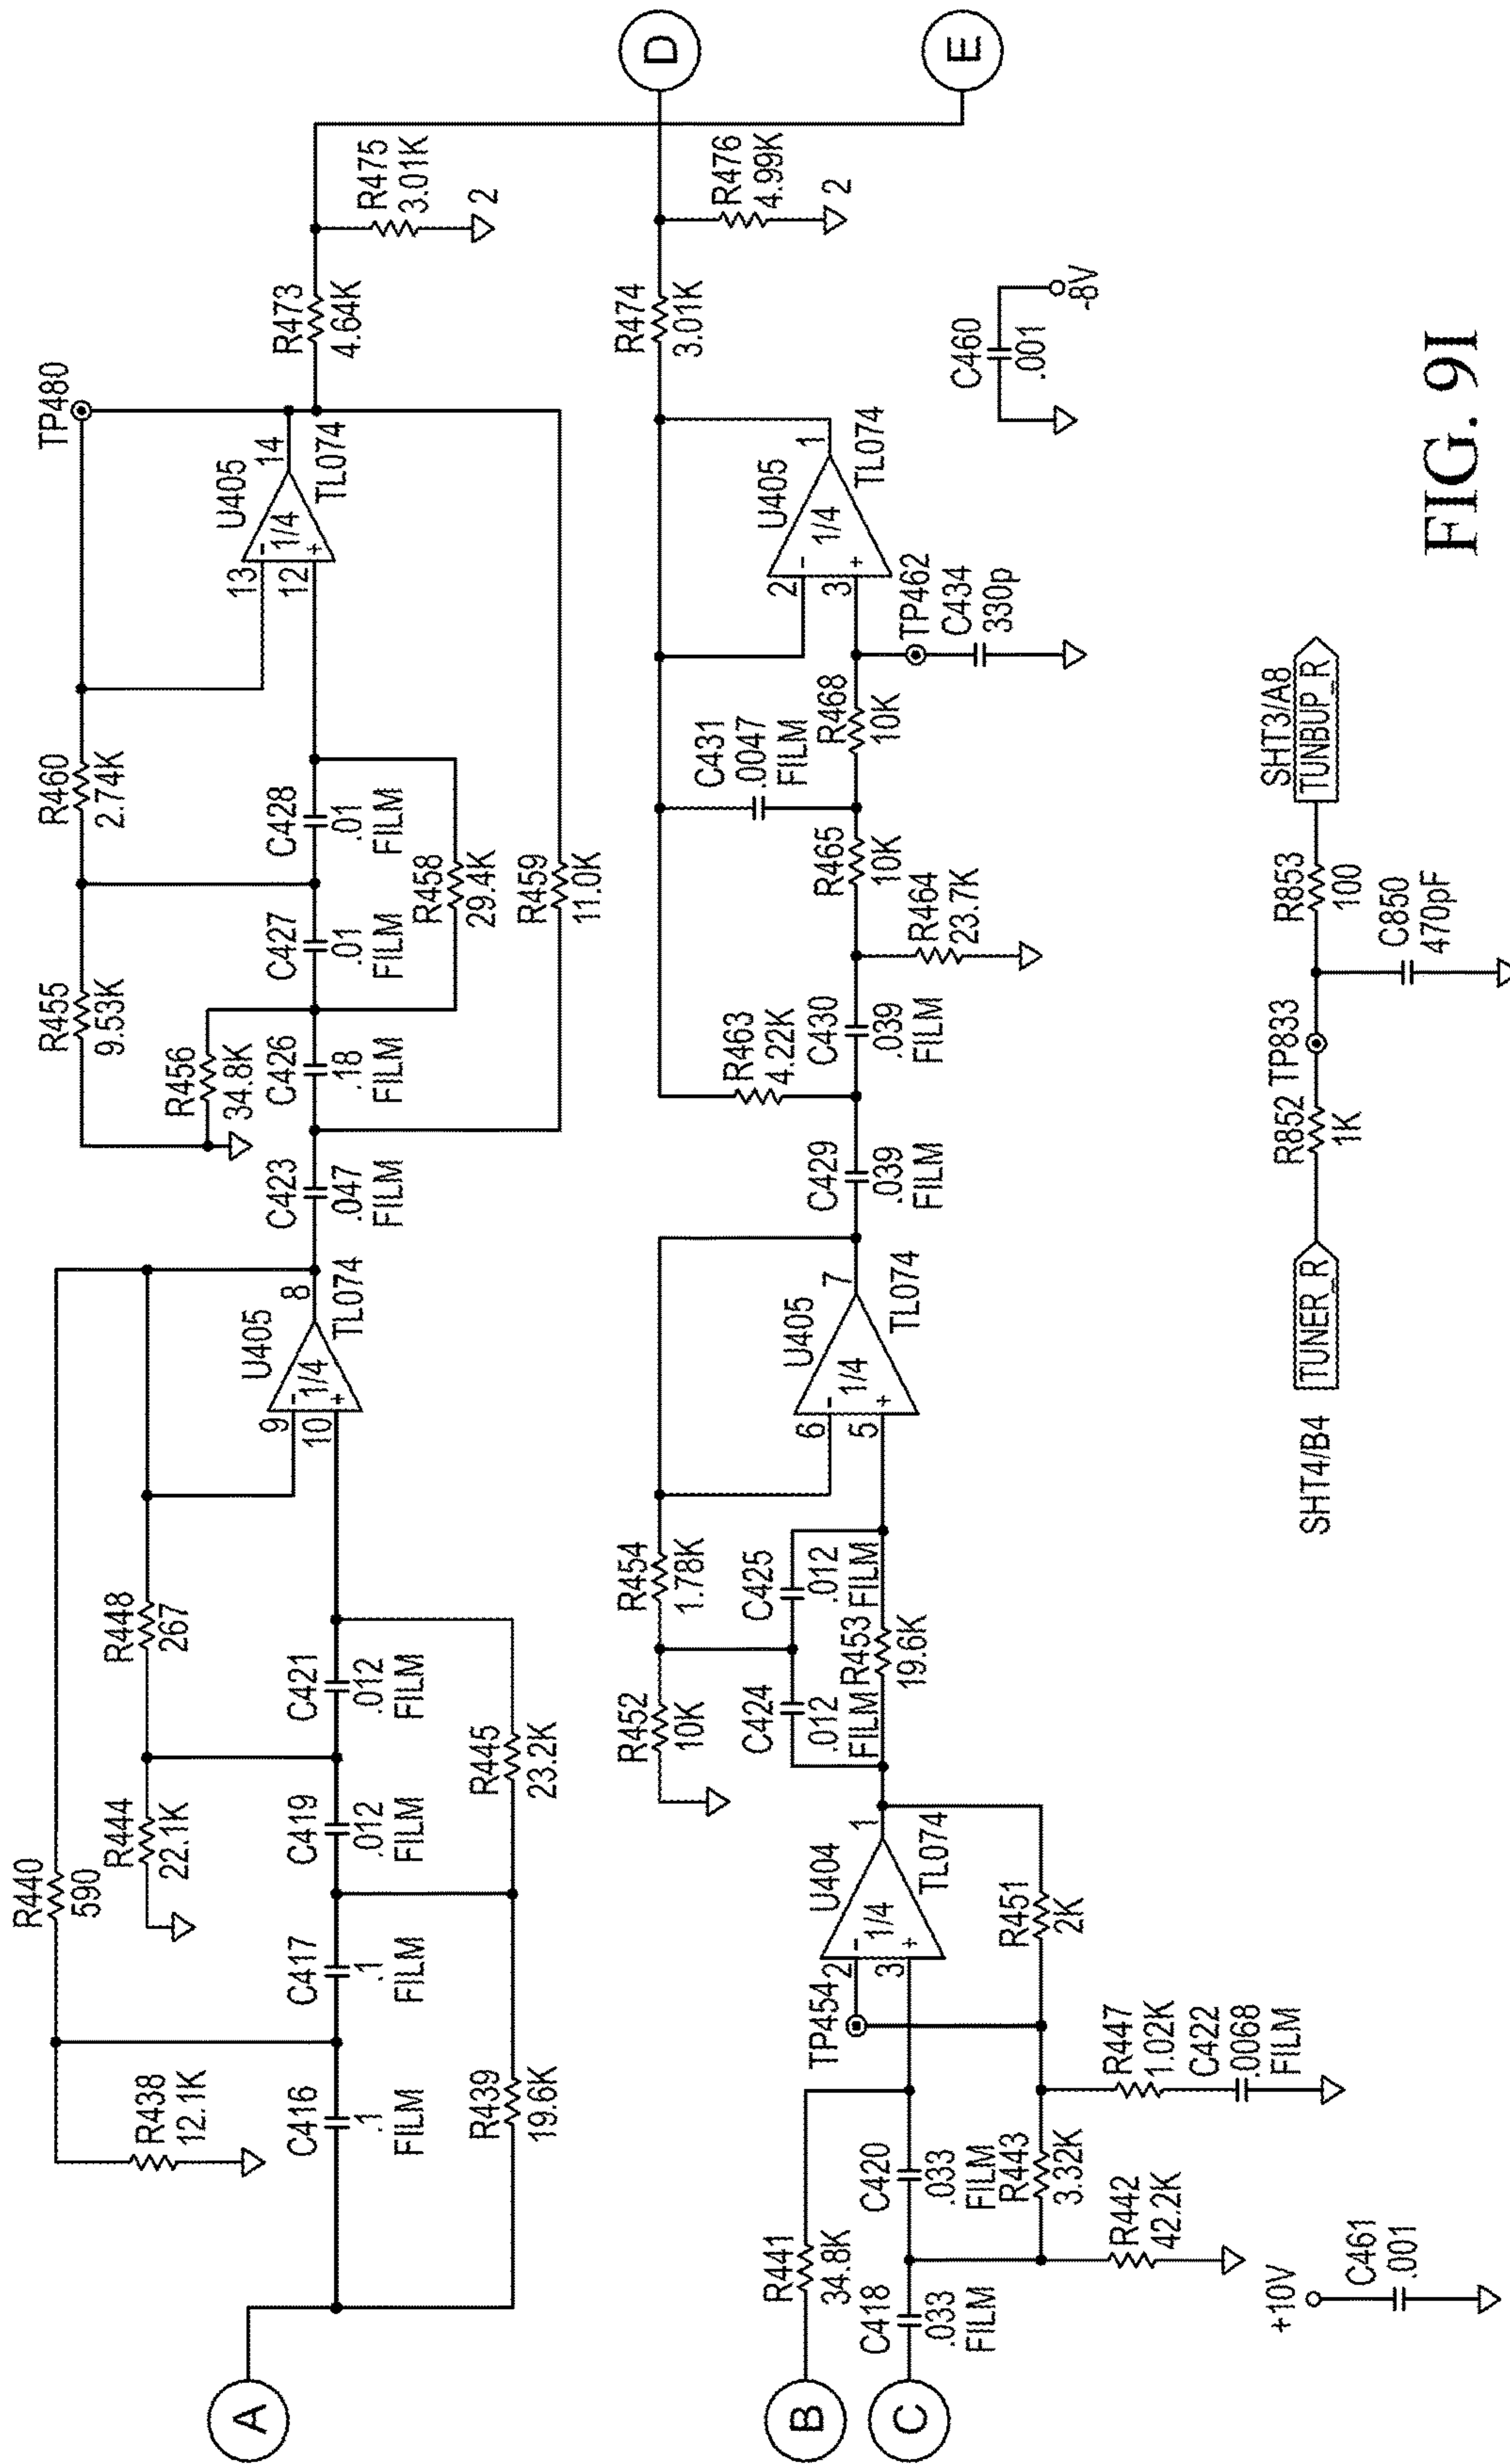 A
R438
12.1K
C416
.1
FILM
R439
19.6K
R440
590
C417
.1
FILM
R444
22.1K
C419
.012
FILM
R445
23.2K
R448
267
C421
.012
FILM
9
10
-
+
1/4
U405
8
TL074
C423
.047
FILM
R456
34.8K
C426
.18
FILM
R455
9.53K
C427
.01
FILM
R458
29.4K
R459
11.0K
R460
2.74K
C428
.01
FILM
13
12
-
+
1/4
U405
14
TL074
TP480
R473
4.64K
R475
3.01K
2
B
C
R441
34.8K
C418
.033
FILM
C420
.033
FILM
R443
3.32K
R442
42.2K
R447
1.02K
C422
.0068
FILM
TP454
2
3
-
+
1/4
U404
1
TL074
R451
2K
R452
10K
C424
.012
FILM
R453
19.6K
C425
.012
FILM
R454
1.78K
6
5
-
+
1/4
U405
7
TL074
C429
.039
FILM
R463
4.22K
C430
.039
FILM
R464
23.7K
R465
10K
C431
.0047
FILM
R468
10K
TP462
C434
330p
2
3
-
+
1/4
U405
1
TL074
R474
3.01K
R476
4.99K
2
D
E
C460
.001
-8V
+10V
C461
.001
SHT4/B4
TUNER_R
R852
1K
TP833
C850
470pF
R853
100
SHT3/A8
TUNBUP_R
FIG. 9I